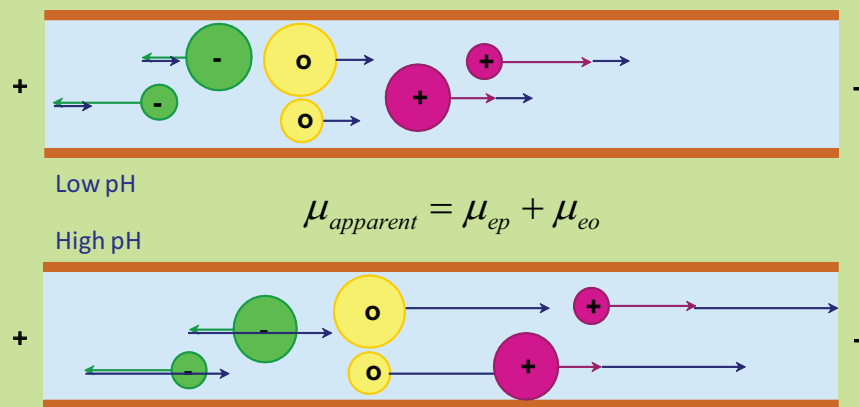 - o + +
+ -
- o
Low pH
μapparent = μep + μeo
High pH
- o +
+ -
- o +